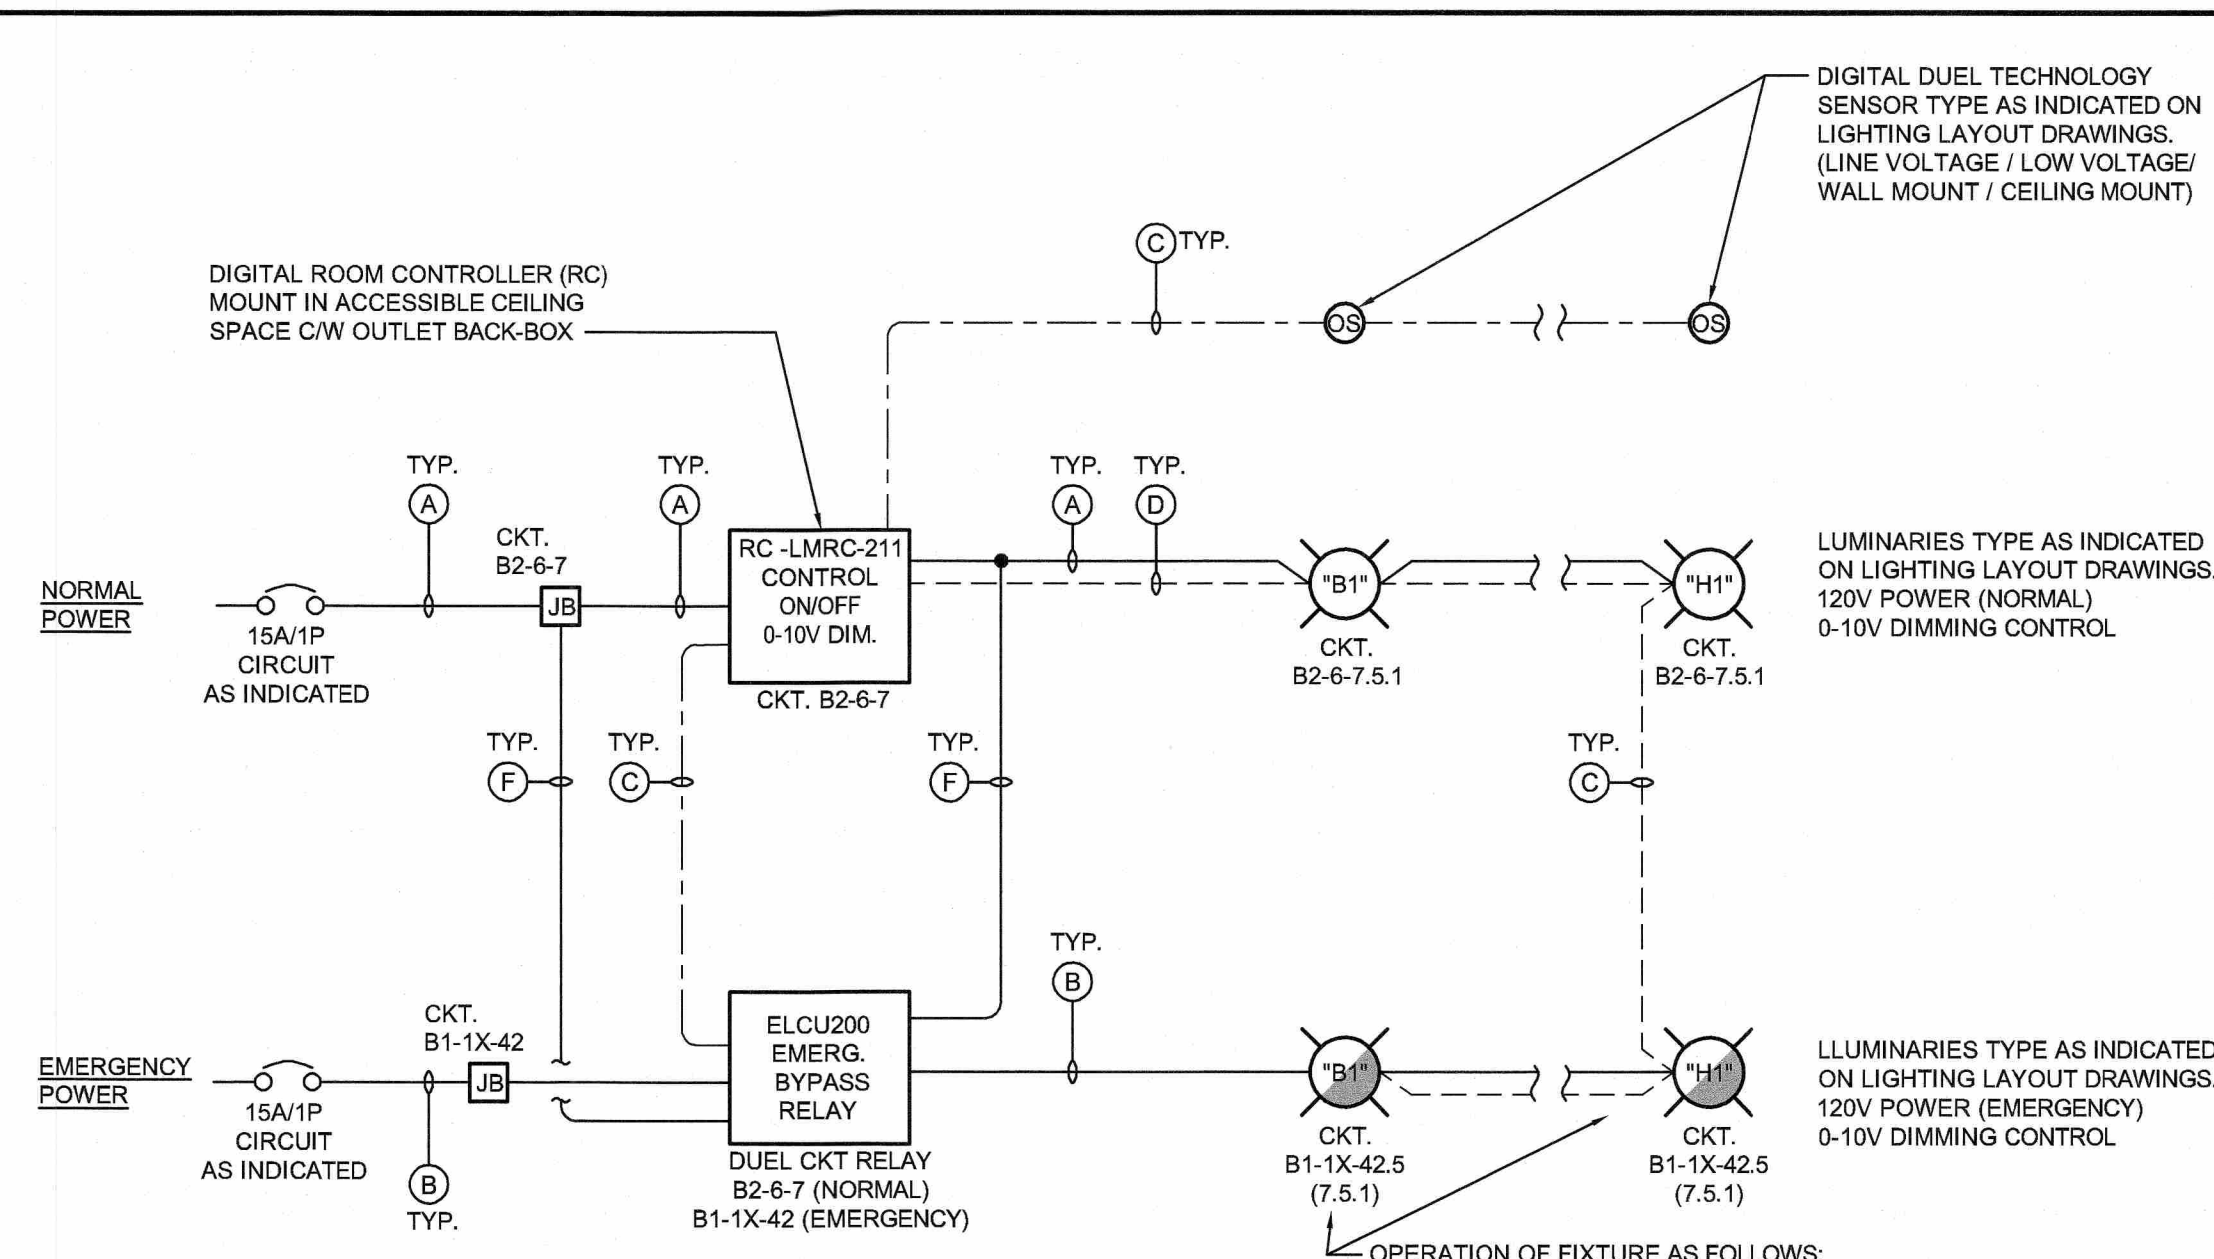 DIGITAL DUEL TECHNOLOGY
SENSOR TYPE AS INDICATED ON
LIGHTING LAYOUT DRAWINGS.
(LINE VOLTAGE / LOW VOLTAGE/
WALL MOUNT / CEILING MOUNT)
C TYP.
DIGITAL ROOM CONTROLLER (RC)
MOUNT IN ACCESSIBLE CEILING
SPACE C/W OUTLET BACK-BOX
OS
OS
TYP.
A
TYP.
A
TYP.
A
TYP.
D
CKT.
B2-6-7
NORMAL
POWER
15A/1P
CIRCUIT
AS INDICATED
JB
RC -LMRC-211
CONTROL
ON/OFF
0-10V DIM.
CKT. B2-6-7
"B1"
CKT.
B2-6-7.5.1
"H1"
CKT.
B2-6-7.5.1
LUMINARIES TYPE AS INDICATED
ON LIGHTING LAYOUT DRAWINGS.
120V POWER (NORMAL)
0-10V DIMMING CONTROL
TYP.
F
TYP.
C
TYP.
F
TYP.
C
TYP.
B
CKT.
B1-1X-42
EMERGENCY
POWER
15A/1P
CIRCUIT
AS INDICATED
JB
B
TYP.
ELCU200
EMERG.
BYPASS
RELAY
DUEL CKT RELAY
B2-6-7 (NORMAL)
B1-1X-42 (EMERGENCY)
"B1"
CKT.
B1-1X-42.5
(7.5.1)
"H1"
CKT.
B1-1X-42.5
(7.5.1)
LLUMINARIES TYPE AS INDICATED
ON LIGHTING LAYOUT DRAWINGS.
120V POWER (EMERGENCY)
0-10V DIMMING CONTROL
OPERATION OF FIXTURE AS FOLLOWS: